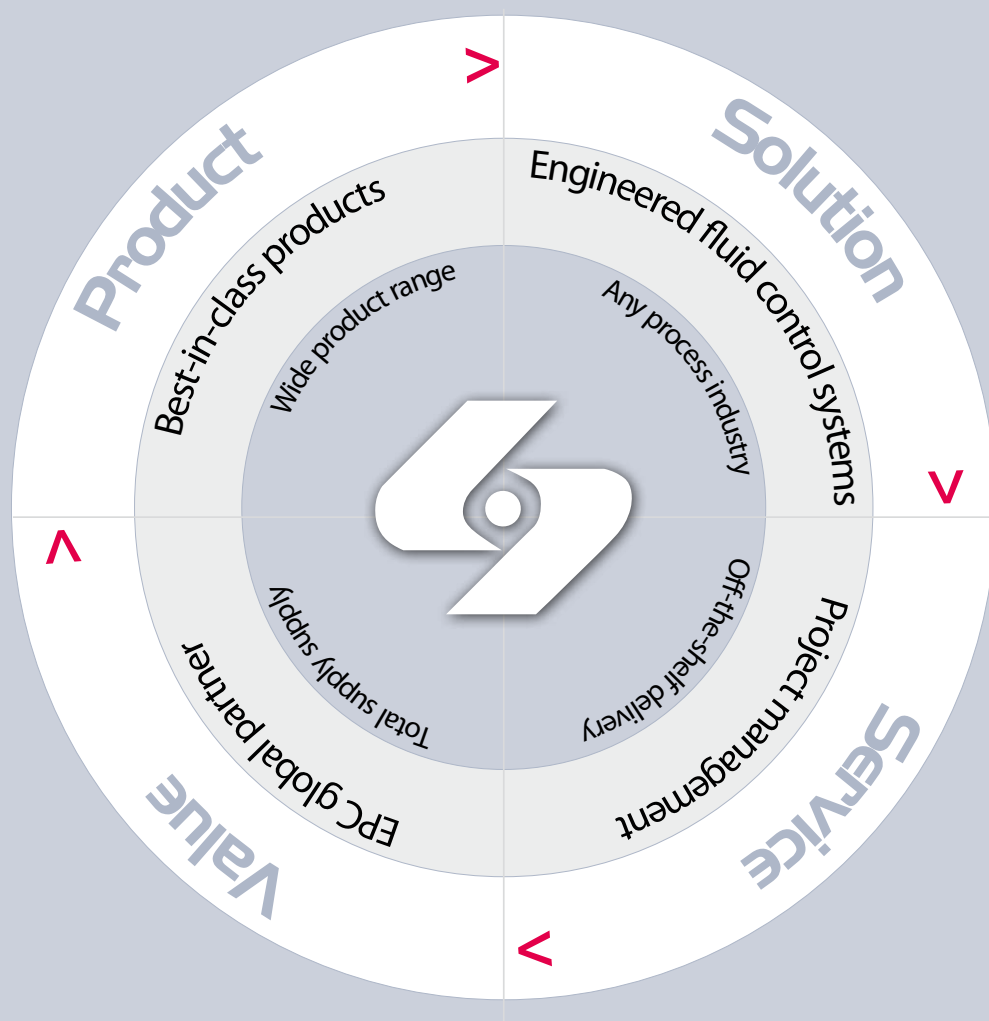 Product
Best-in-class products
Wide product range
Solution
Engineered fluid control systems
Any process industry
Service
Project management
Off-the-shelf delivery
Value
EPC global partner
Total supply supply